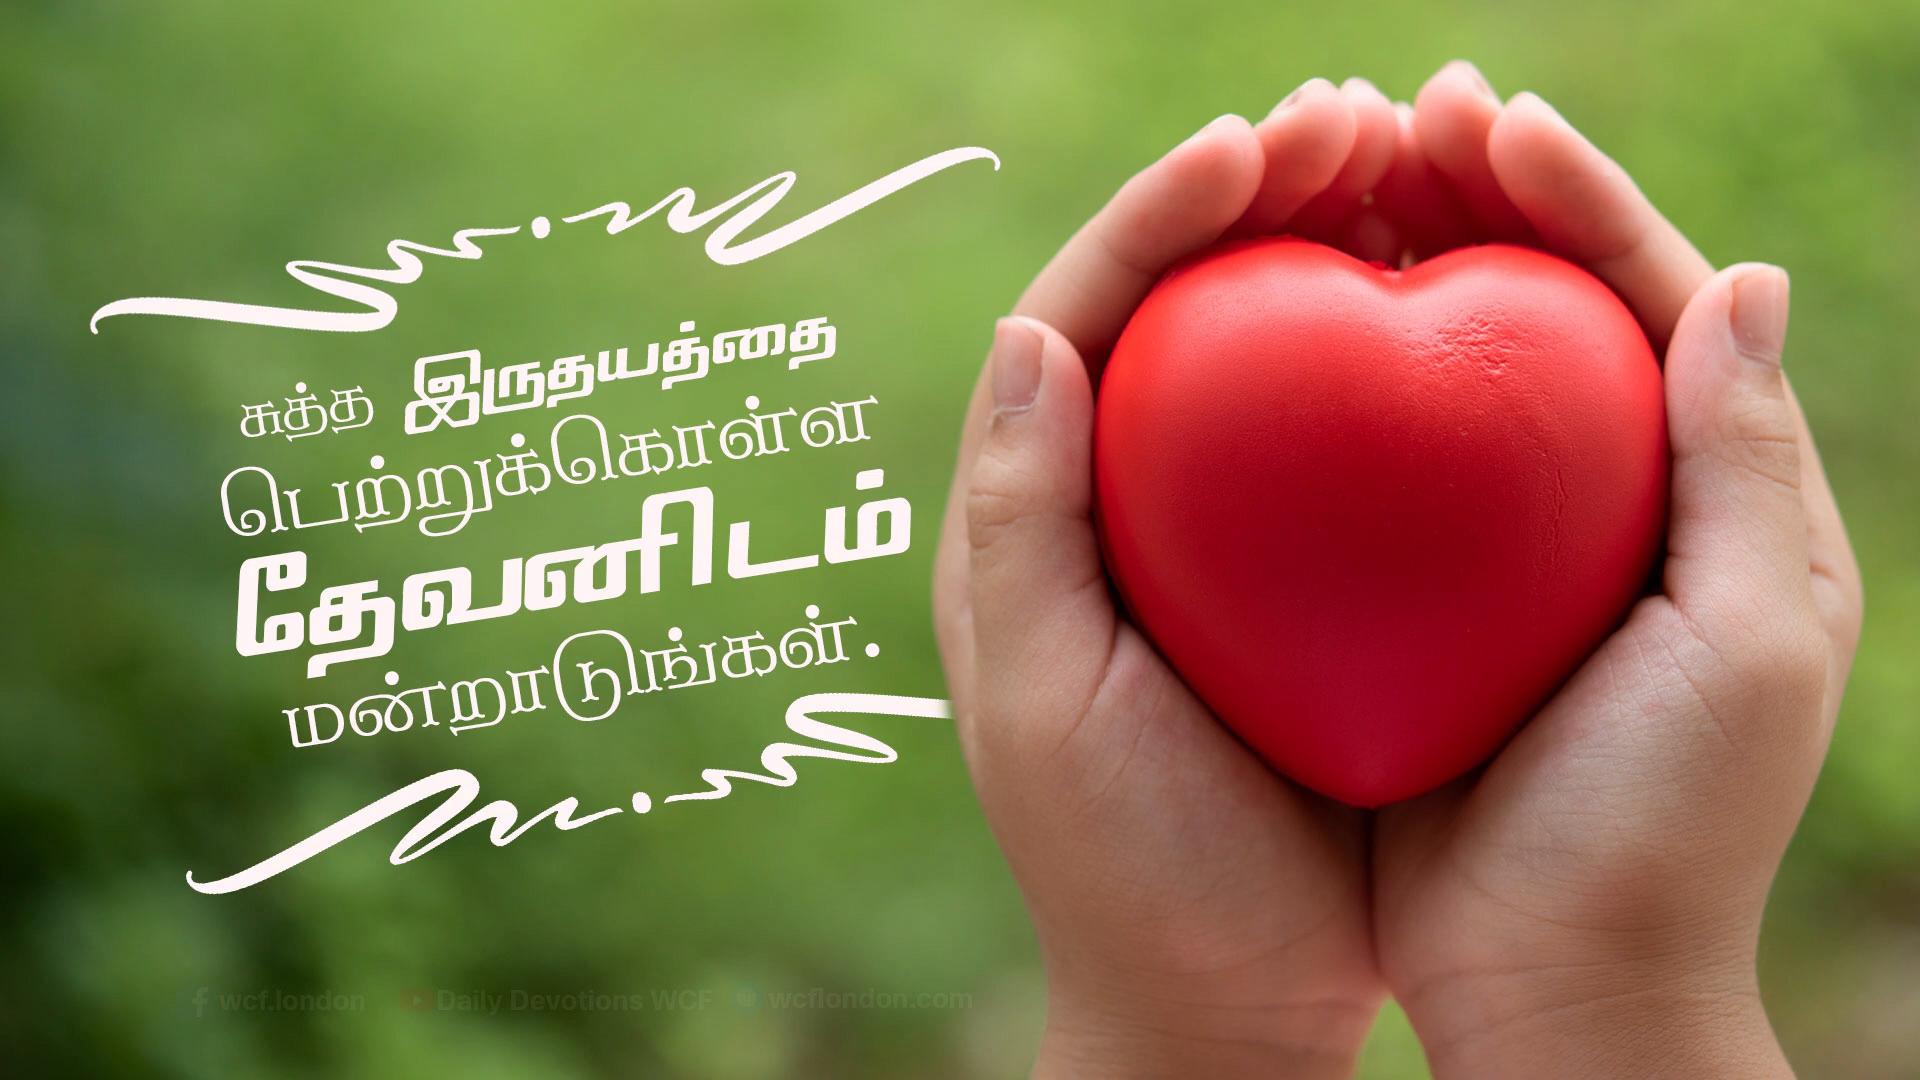 சுத்த இருதயத்தை
பெற்றுக்கொள்ள
தேவனிடம்
மன்றாடுங்கள்.
wcf.london Daily Devotions WCF wcflondon.com